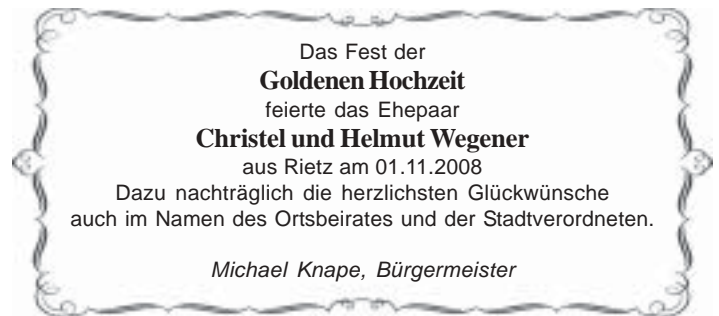 Das Fest der
Goldenen Hochzeit
feierte das Ehepaar
Christel und Helmut Wegener
aus Rietz am 01.11.2008
Dazu nachträglich die herzlichsten Glückwünsche
auch im Namen des Ortsbeirates und der Stadtverordneten.
Michael Knape, Bürgermeister